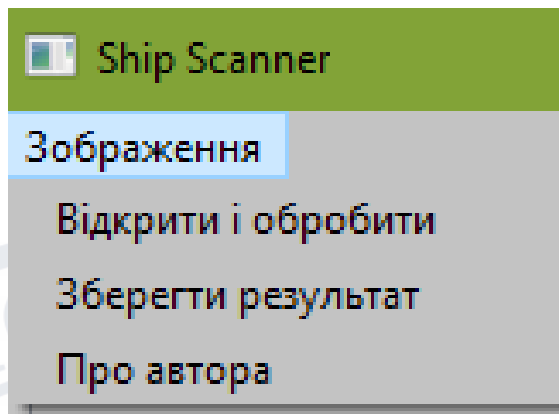 Ship Scanner
Зображення
Відкрити і обробити
Зберегти результат
Про автора